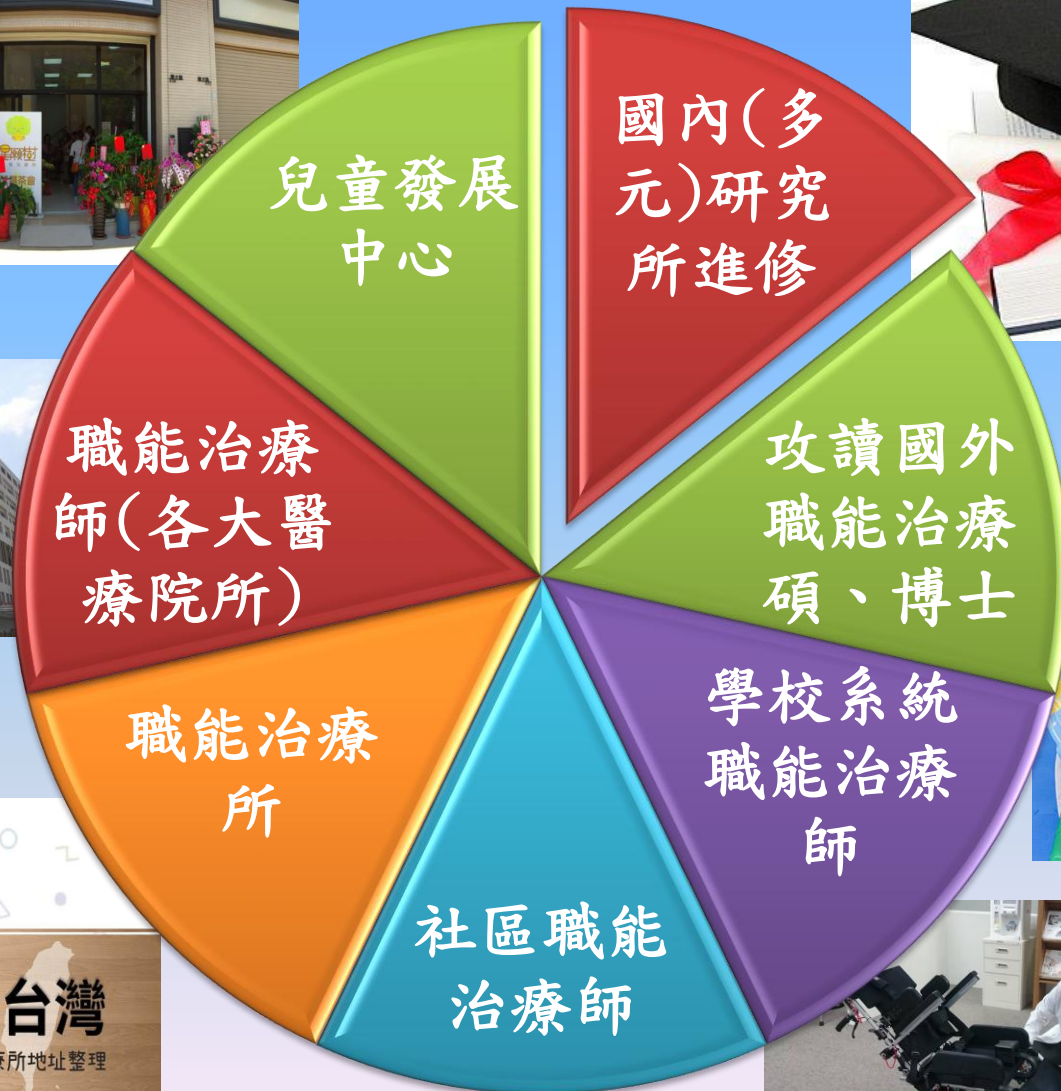 國內(多
元)研究
所進修
攻讀國外
職能治療
碩、博士
學校系統
職能治療
師
社區職能
治療師
職能治療
所
職能治療
師(各大醫
療院所)
兒童發展
中心
台灣
所地址整理